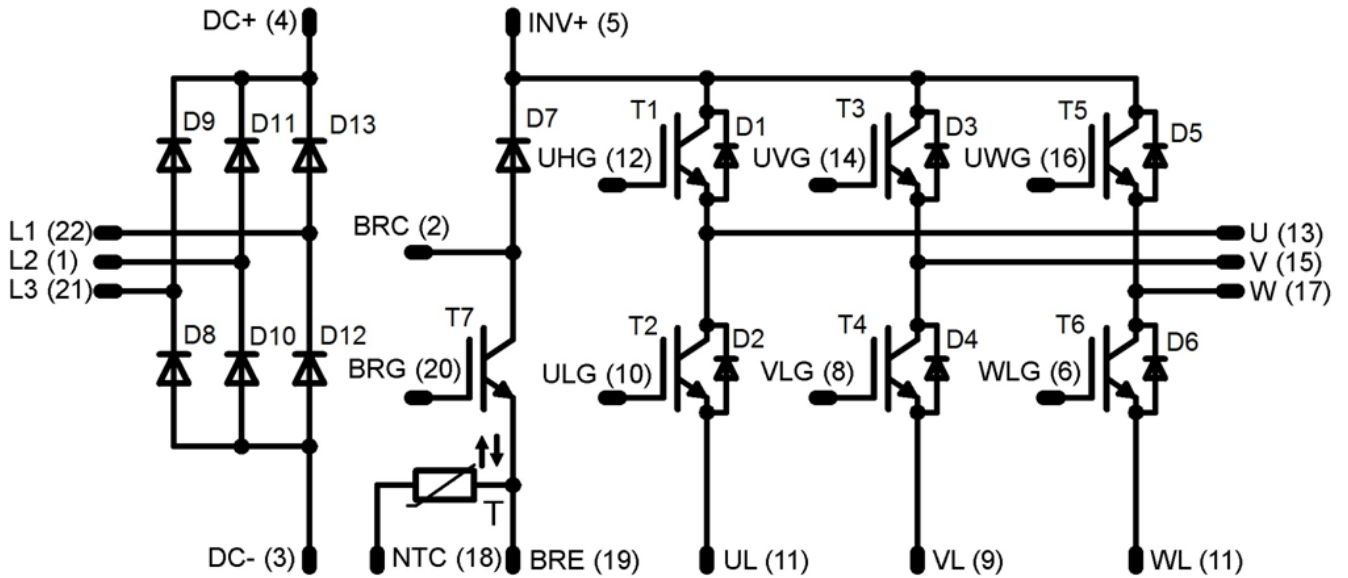 DC+ (4)
INV+ (5)
D9
D11
D13
D7
T1
D1
T3
D3
T5
D5
UHG (12)
UVG (14)
UWG (16)
BRC (2)
L1 (22)
L2 (1)
L3 (21)
U (13)
V (15)
W (17)
D8
D10
D12
T7
T2
D2
T4
D4
T6
D6
BRG (20)
ULG (10)
VLG (8)
WLG (6)
T
DC- (3)
NTC (18)
BRE (19)
UL (11)
VL (9)
WL (11)